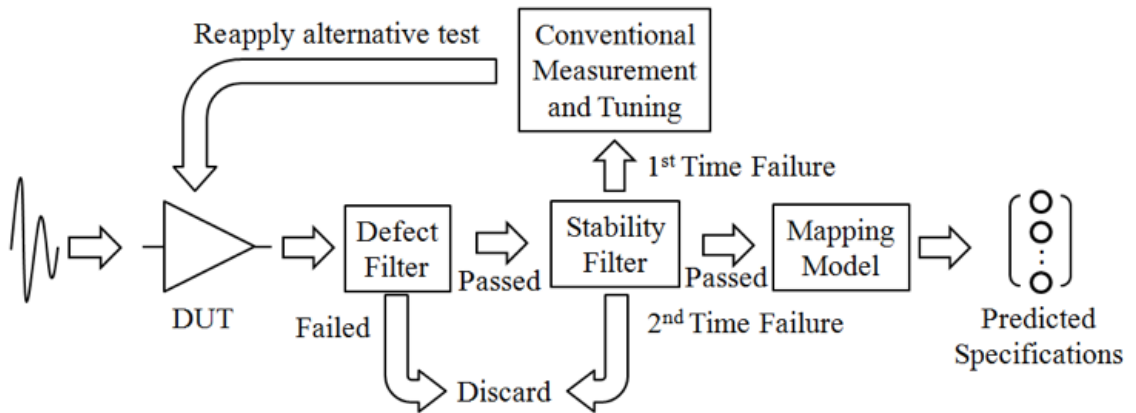 Reapply alternative test
Conventional
Measurement
and Tuning
1st Time Failure
DUT
Defect
Filter
Passed
Stability
Filter
Passed
Mapping
Model
Failed
2nd Time Failure
Discard
Predicted
Specifications